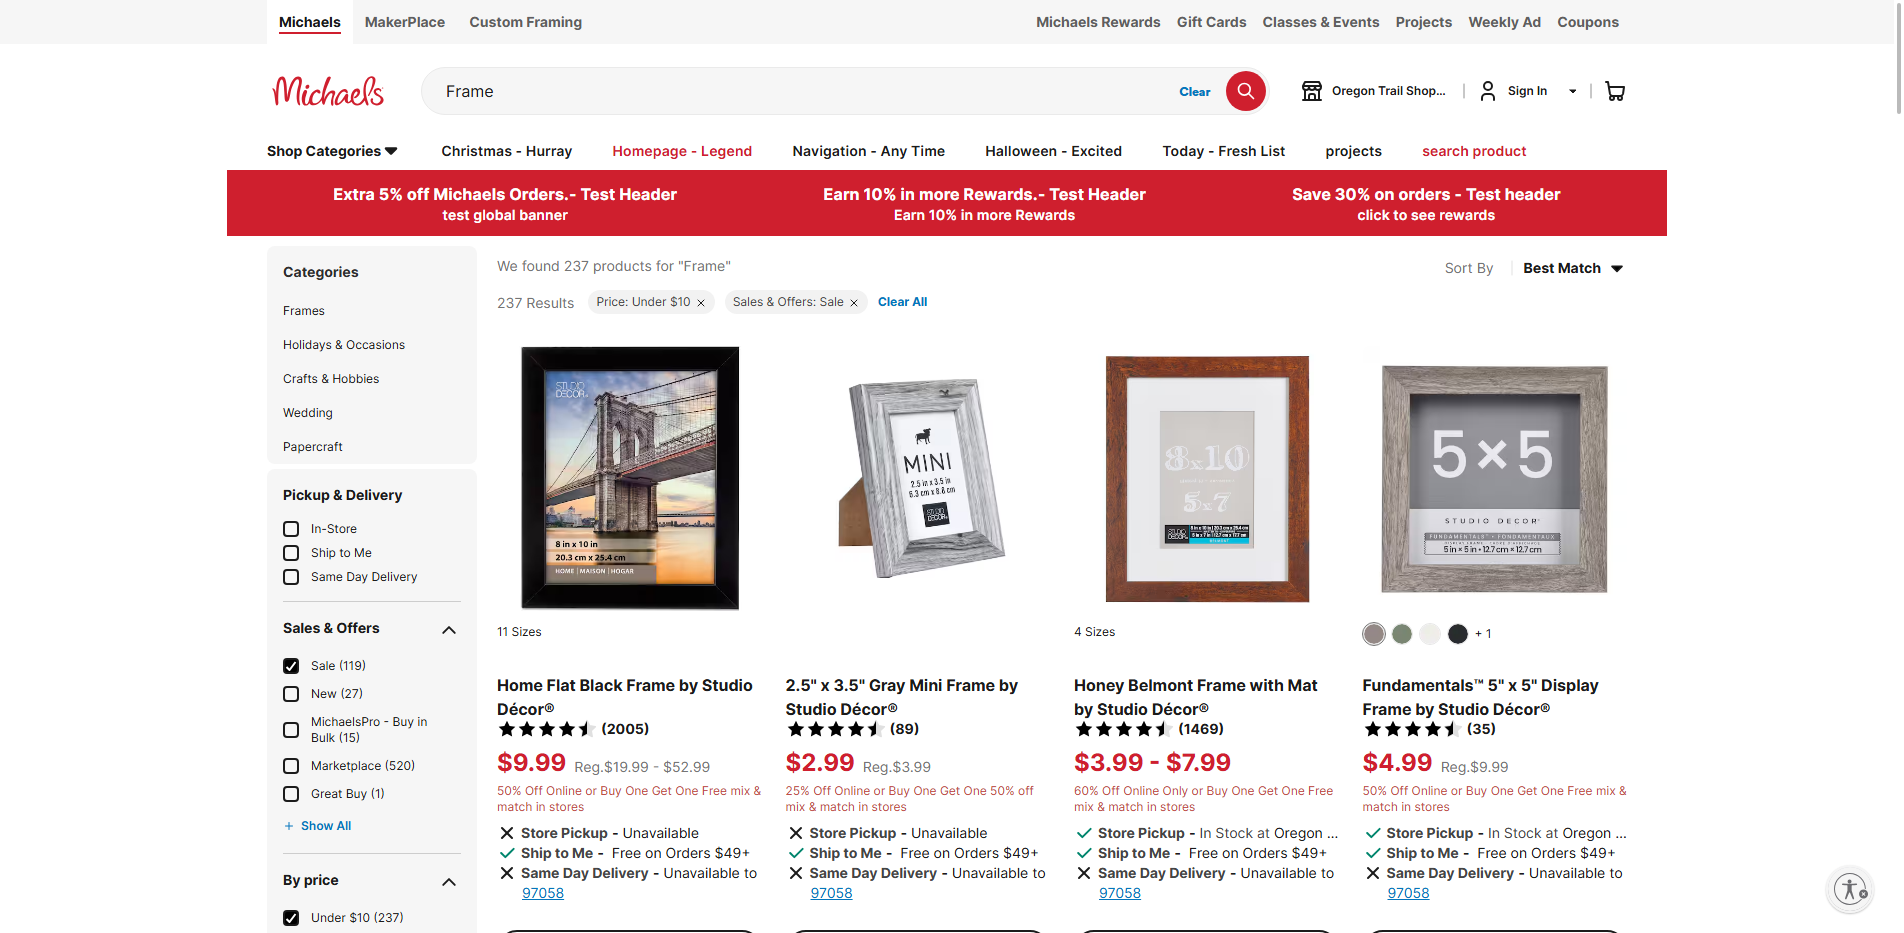 Michaels
MakerPlace
Custom Framing
Michaels Rewards
Gift Cards
Classes & Events
Projects
Weekly Ad
Coupons
Michaels
Frame
Clear
Oregon Trail Shop...
Sign In
Shop Categories
Christmas - Hurray
Homepage - Legend
Navigation - Any Time
Halloween - Excited
Today - Fresh List
projects
search product
Extra 5% off Michaels Orders.- Test Header
test global banner
Earn 10% in more Rewards.- Test Header
Earn 10% in more Rewards
Save 30% on orders - Test header
click to see rewards
Categories
Frames
Holidays & Occasions
Crafts & Hobbies
Wedding
Papercraft
Pickup & Delivery
In-Store
Ship to Me
Same Day Delivery
Sales & Offers
Sale (119)
New (27)
MichaelsPro - Buy in
Bulk (15)
Marketplace (520)
Great Buy (1)
+ Show All
By price
Under $10 (237)
We found 237 products for "Frame"
Sort By
Best Match
237 Results
Price: Under $10 ×
Sales & Offers: Sale ×
Clear All
STUDIO
DECOR
8 in x 10 in
20.3 cm x 25.4 cm
HOME | MAISON | HOGAR
11 Sizes
Home Flat Black Frame by Studio
Décor®
(2005)
$9.99 Reg.$19.99 - $52.99
50% Off Online or Buy One Get One Free mix &
match in stores
Store Pickup - Unavailable
Ship to Me - Free on Orders $49+
Same Day Delivery - Unavailable to
97058
MINI
2.5 in x 3.5 in
6.3 cm x 8.8 cm
STUDIO
DECOR
2.5" x 3.5" Gray Mini Frame by
Studio Décor®
(89)
$2.99 Reg.$3.99
25% Off Online or Buy One Get One 50% off
mix & match in stores
Store Pickup - Unavailable
Ship to Me - Free on Orders $49+
Same Day Delivery - Unavailable to
97058
8x10
5x7
STUDIO
DECOR
4 Sizes
Honey Belmont Frame with Mat
by Studio Décor®
(1469)
$3.99 - $7.99
60% Off Online Only or Buy One Get One Free
mix & match in stores
Store Pickup - In Stock at Oregon ...
Ship to Me - Free on Orders $49+
Same Day Delivery - Unavailable to
97058
5×5
STUDIO DECOR
FUNDAMENTALS • FONDAMENTAUX
5 in x 5 in • 12.7 cm x 12.7 cm
+ 1
Fundamentals™ 5" x 5" Display
Frame by Studio Décor®
(35)
$4.99 Reg.$9.99
50% Off Online or Buy One Get One Free mix &
match in stores
Store Pickup - In Stock at Oregon ...
Ship to Me - Free on Orders $49+
Same Day Delivery - Unavailable to
97058